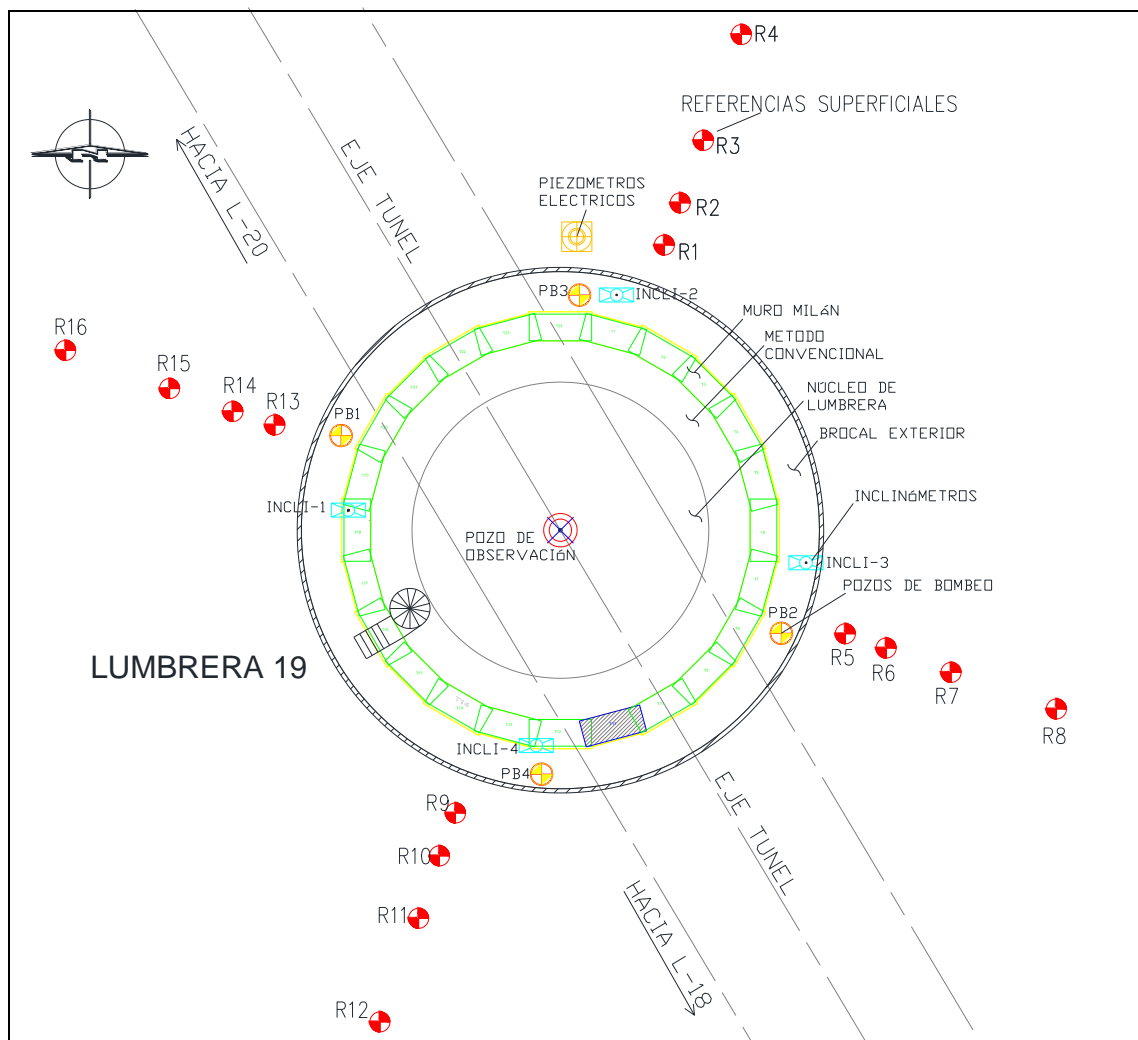 R4
REFERENCIAS SUPERFICIALES
R3
HACIA L-20
EJE TUNEL
PIEZOMETROS
ELECTRICOS
R2
R1
PB3
INCLI-2
MURO MILáN
METODO
CONVENCIONAL
R16
R15
R14
R13
PB1
NúCLEO DE
LUMBRERA
BROCAL EXTERIOR
INCLI-1
POZO DE
OBSERVACIóN
INCLINóMETROS
INCLI-3
POZOS DE BOMBEO
PB2
R5
R6
R7
R8
LUMBRERA 19
T14
INCLI-4
PB4
R9
R10
R11
R12
EJE TUNEL
HACIA L-18